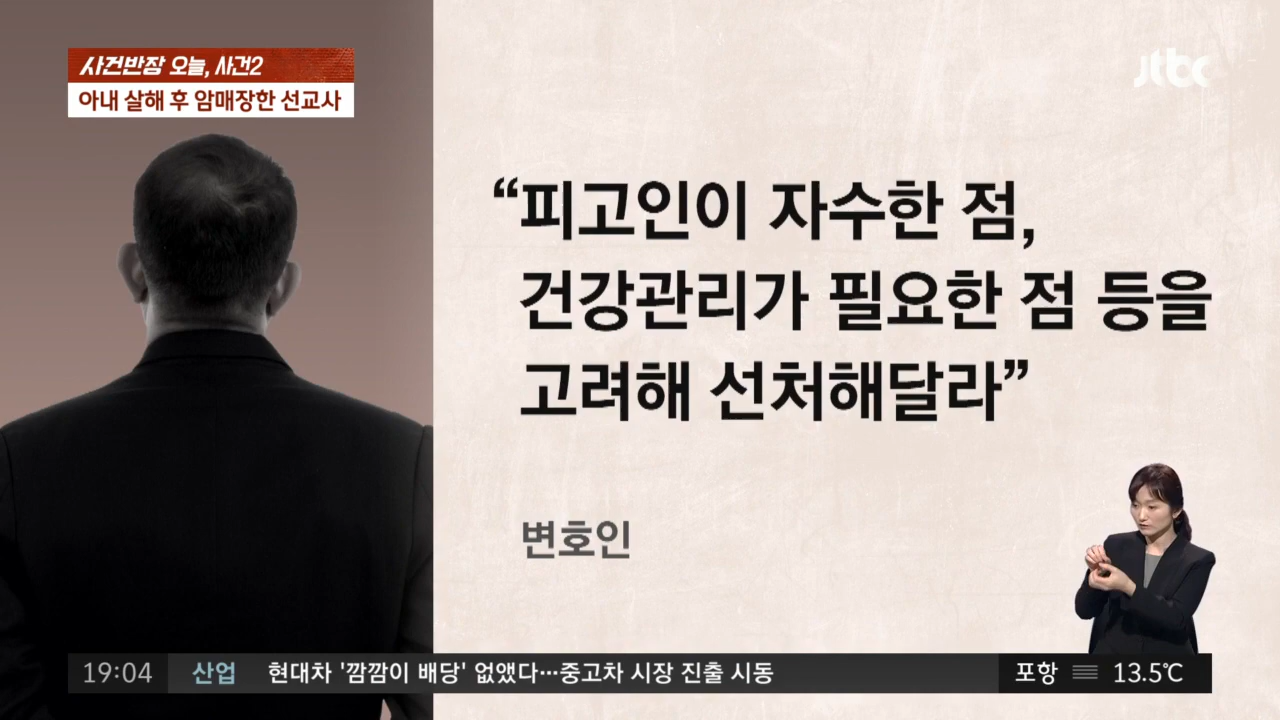 사건반장 오늘, 사건2
아내 살해 후 암매장한 선교사
jtbc
“피고인이 자수한 점,
건강관리가 필요한 점 등을
고려해 선처해달라”
변호인
19:04 산업 현대차 '깜깜이 배당' 없앴다…중고차 시장 진출 시동 포항 13.5℃